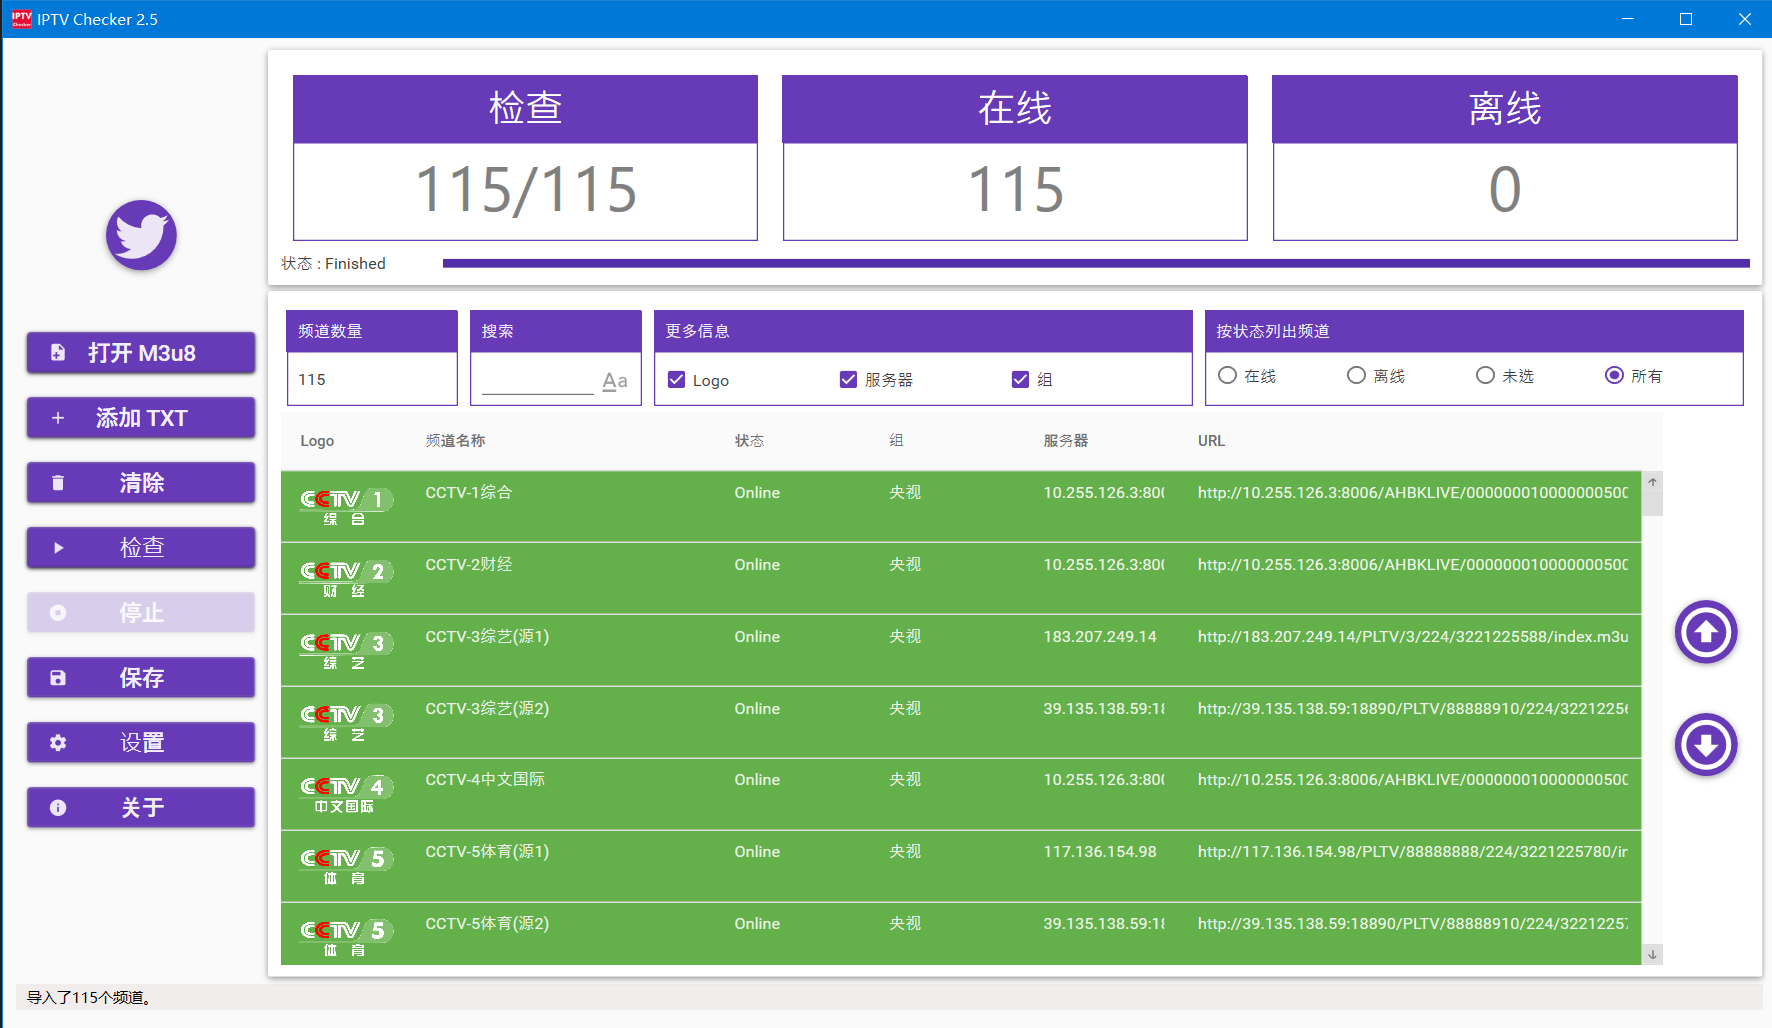 IPTV Checker IPTV Checker 2.5
检查
115/115
在线
115
离线
0
状态 : Finished
打开 M3u8
添加 TXT
清除
检查
停止
保存
设置
关于
频道数量
115
搜索
Aa
更多信息
Logo 服务器 组
按状态列出频道
在线 离线 未选 所有
Logo 频道名称 状态 组 服务器 URL
CCTV 1 综合 CCTV-1综合 Online 央视 10.255.126.3:800 http://10.255.126.3:8006/AHBKLIVE/000000010000000500
CCTV 2 财经 CCTV-2财经 Online 央视 10.255.126.3:800 http://10.255.126.3:8006/AHBKLIVE/000000010000000500
CCTV 3 综艺 CCTV-3综艺(源1) Online 央视 183.207.249.14 http://183.207.249.14/PLTV/3/224/3221225588/index.m3u
CCTV 3 综艺 CCTV-3综艺(源2) Online 央视 39.135.138.59:18 http://39.135.138.59:18890/PLTV/88888910/224/32212256
CCTV 4 中文国际 CCTV-4中文国际 Online 央视 10.255.126.3:800 http://10.255.126.3:8006/AHBKLIVE/000000010000000500
CCTV 5 体育 CCTV-5体育(源1) Online 央视 117.136.154.98 http://117.136.154.98/PLTV/88888888/224/3221225780/in
CCTV 5 体育 CCTV-5体育(源2) Online 央视 39.135.138.59:18 http://39.135.138.59:18890/PLTV/88888910/224/32212257
导入了115个频道。